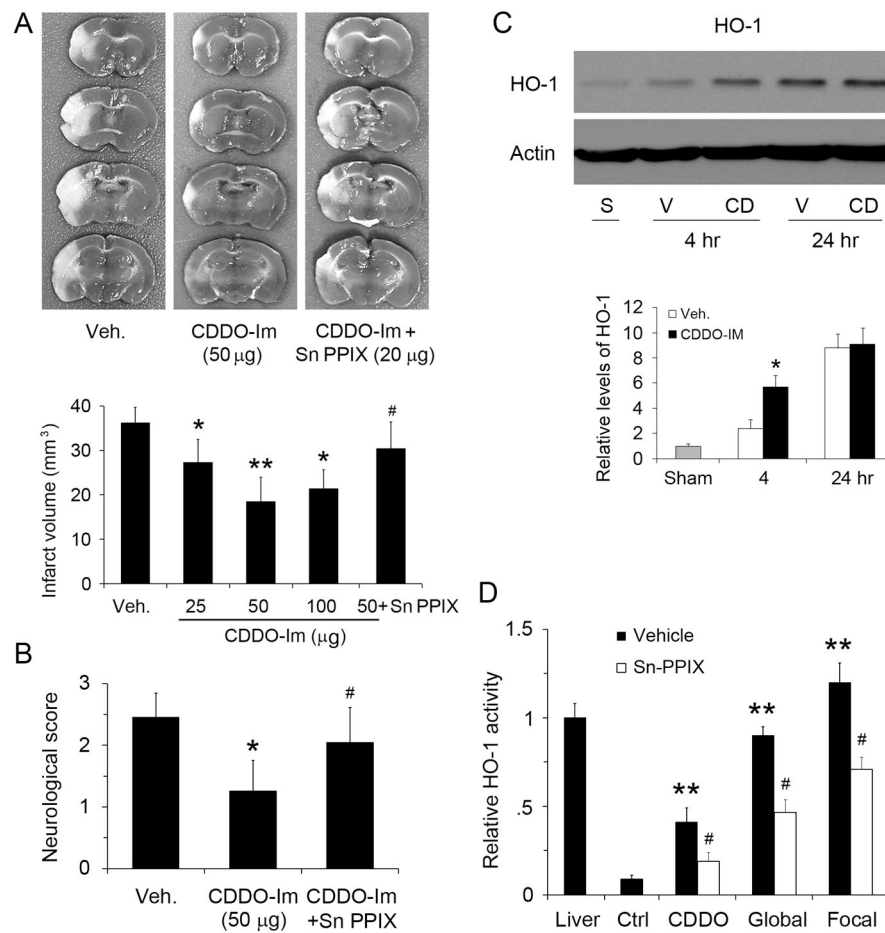 A
Veh.
CDDO-Im
(50 µg)
CDDO-Im +
Sn PPIX (20 µg)
Infarct volume (mm³)
40
30
20
10
0
*
**
*
#
Veh.
25
50
100
50+Sn PPIX
CDDO-Im (µg)
B
Neurological score
3
2
1
0
*
#
Veh.
CDDO-Im
(50 µg)
CDDO-Im
+Sn PPIX
C
HO-1
HO-1
Actin
S
V
CD
V
CD
4 hr
24 hr
Relative levels of HO-1
12
10
8
6
4
2
0
Veh.
CDDO-IM
*
Sham
4
24 hr
D
Relative HO-1 activity
1.5
1
.5
0
Vehicle
Sn-PPIX
**
#
**
#
**
#
Liver
Ctrl
CDDO
Global
Focal